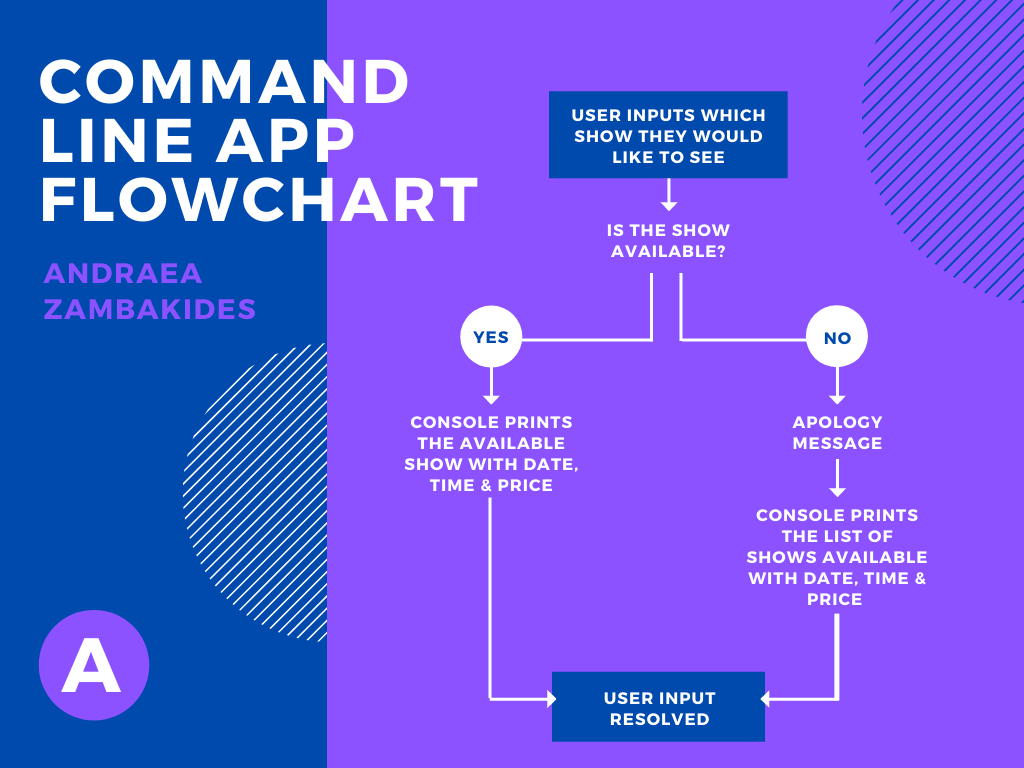 COMMAND
LINE APP
FLOWCHART
ANDRAEA
ZAMBAKIDES
A
USER INPUTS WHICH
SHOW THEY WOULD
LIKE TO SEE
IS THE SHOW
AVAILABLE?
YES
NO
CONSOLE PRINTS
THE AVAILABLE
SHOW WITH DATE,
TIME & PRICE
APOLOGY
MESSAGE
CONSOLE PRINTS
THE LIST OF
SHOWS AVAILABLE
WITH DATE, TIME &
PRICE
USER INPUT
RESOLVED